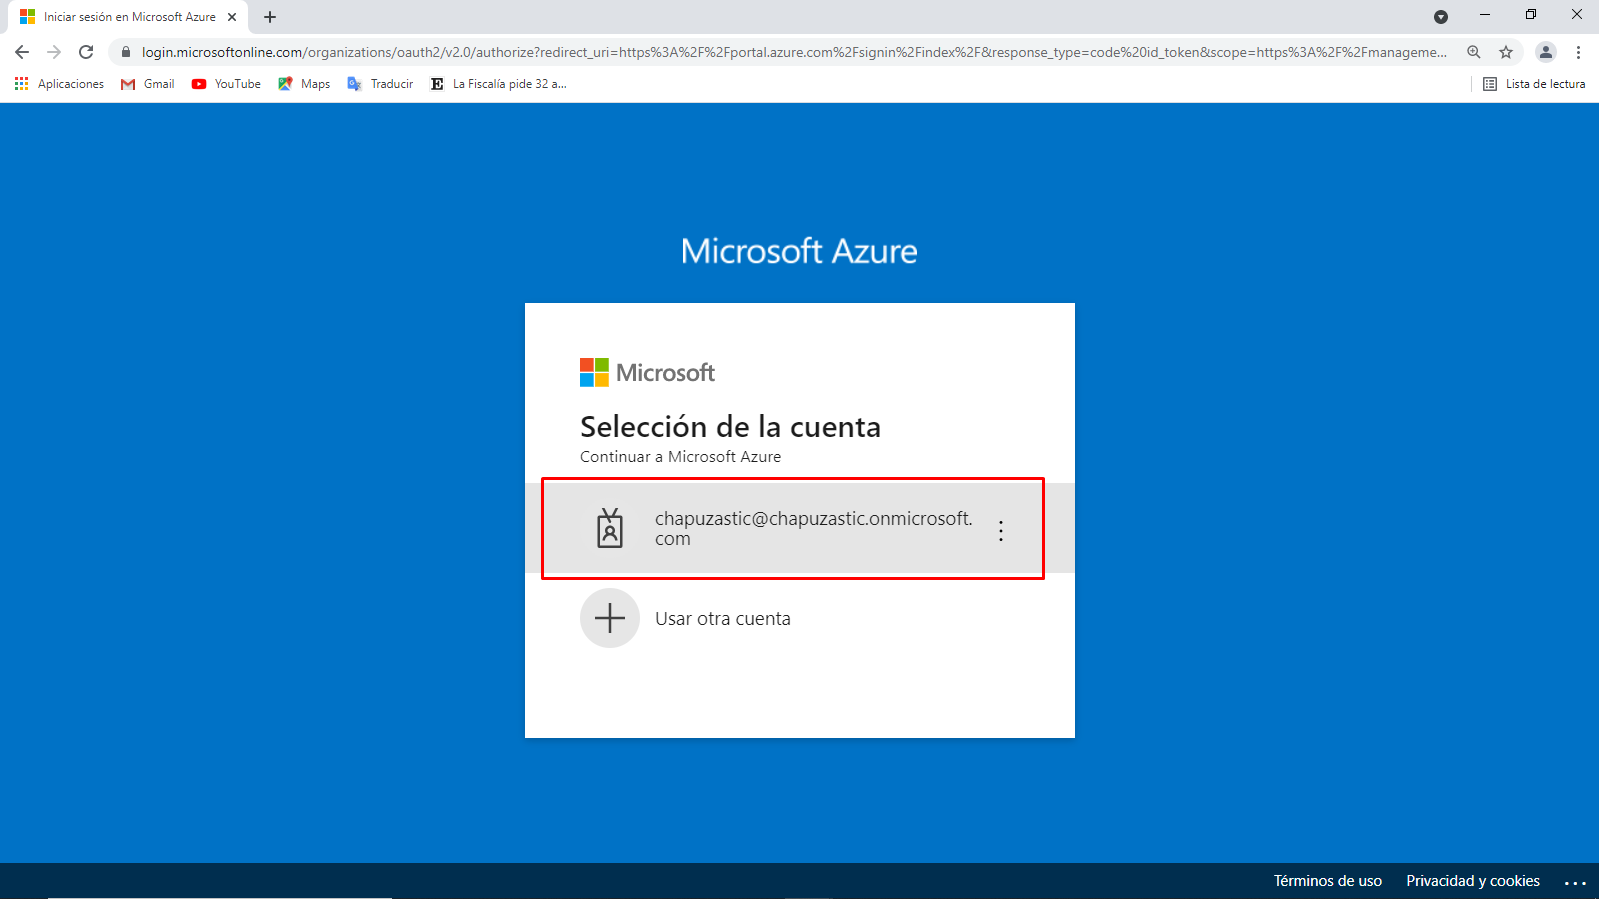 Iniciar sesión en Microsoft Azure
login.microsoftonline.com/organizations/oauth2/v2.0/authorize?redirect_uri=https%3A%2F%2Fportal.azure.com%2Fsignin%2Findex%2F&response_type=code%20id_token&scope=https%3A%2F%2Fmanageme...
Aplicaciones Gmail YouTube Maps Traducir La Fiscalía pide 32 a... Lista de lectura
Microsoft Azure
Microsoft
Selección de la cuenta
Continuar a Microsoft Azure
chapuzastic@chapuzastic.onmicrosoft.
com
Usar otra cuenta
Términos de uso Privacidad y cookies ...